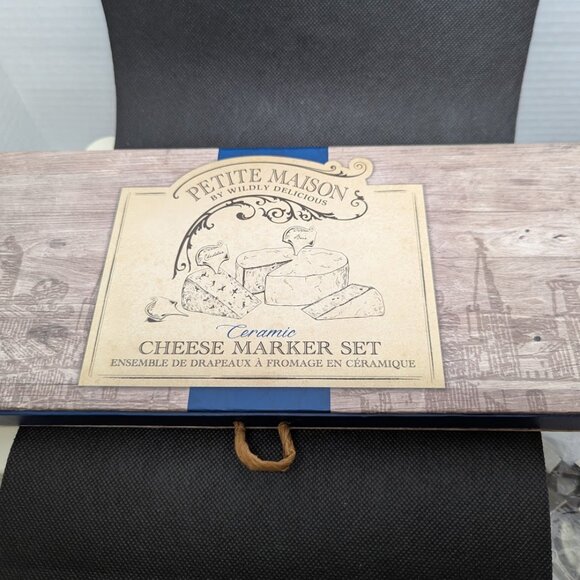 PETITE MAISON
BY WILDLY DELICIOUS
Ceramic
CHEESE MARKER SET
ENSEMBLE DE DRAPEAUX À FROMAGE EN CÉRAMIQUE